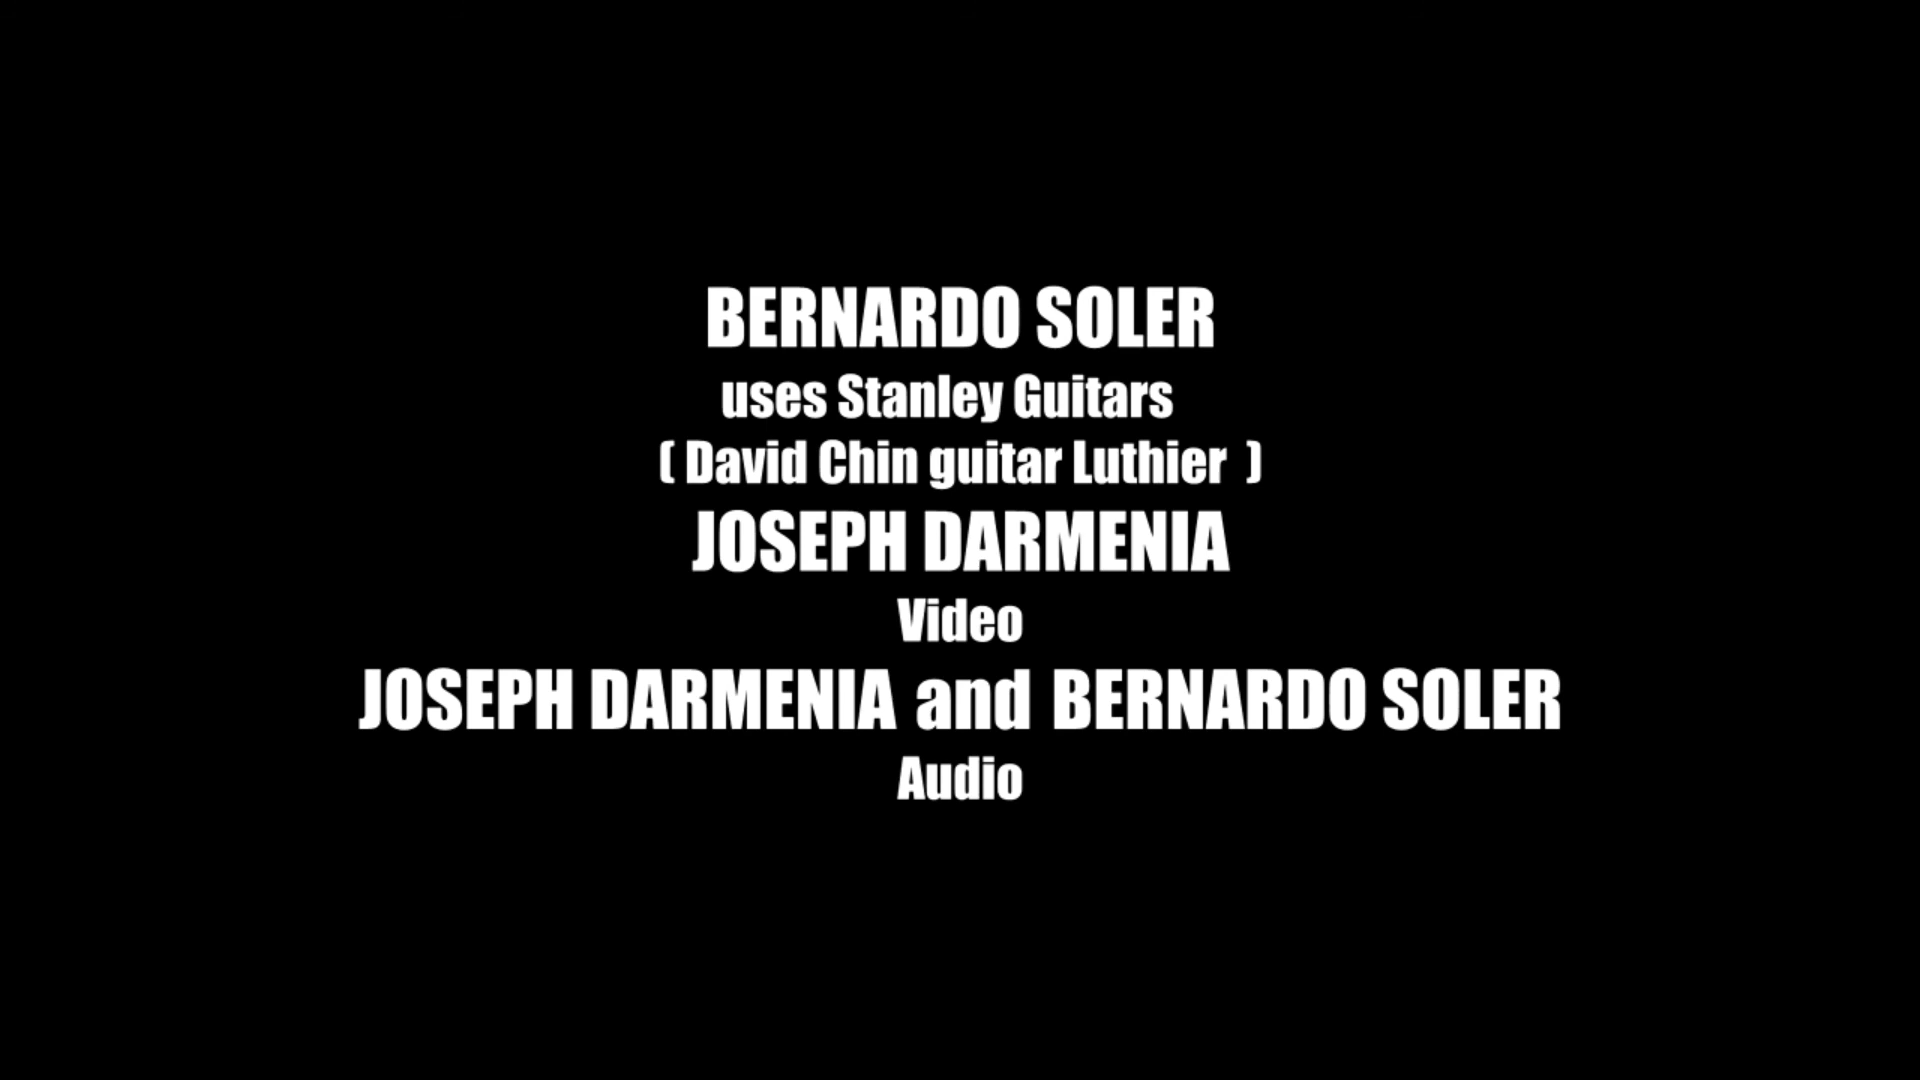 BERNARDO SOLER
uses Stanley Guitars
( David Chin guitar Luthier  )
JOSEPH DARMENIA
Video
JOSEPH DARMENIA and BERNARDO SOLER
Audio